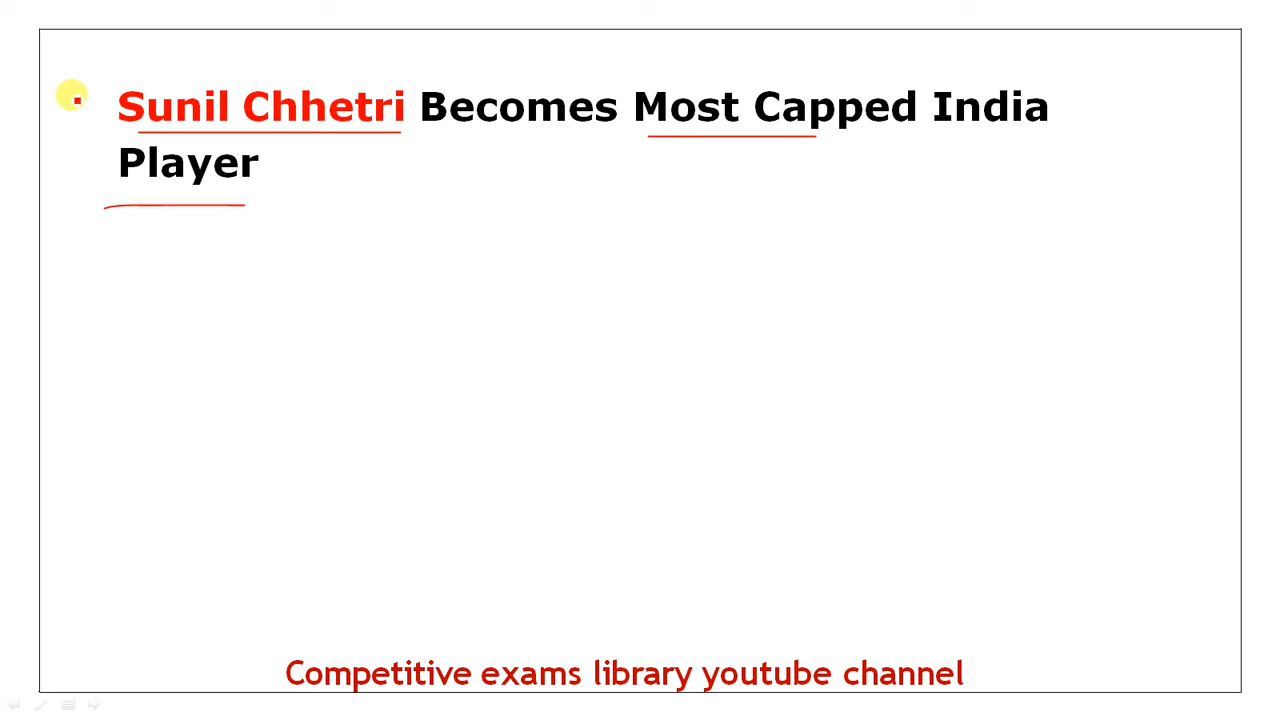 Sunil Chhetri Becomes Most Capped India
Player
Competitive exams library youtube channel